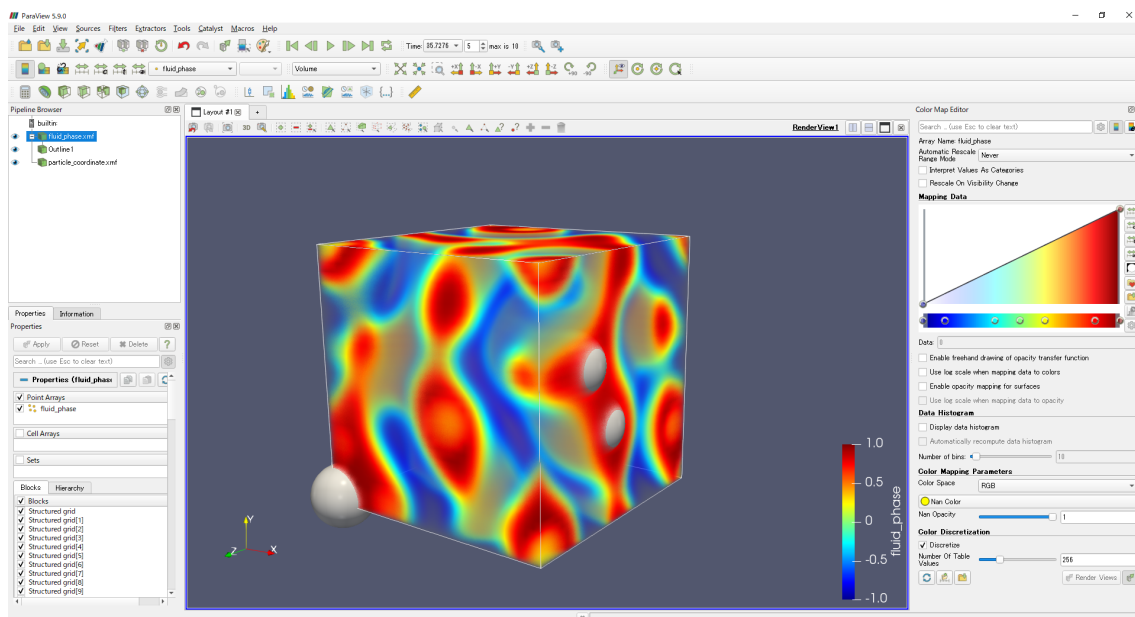 ParaView 5.9.0
File Edit View Sources Filters Extractors Tools Catalyst Macros Help
Time: 35.7276 5 max is 10
fluid_phase Volume
Pipeline Browser
builtin:
fluid_phase.xmf
Outline1
particle_coordinate.xmf
Properties Information
Properties
Apply Reset Delete ?
Search ... (use Esc to clear text)
Properties (fluid_phas
Point Arrays
fluid_phase
Cell Arrays
Sets
Blocks Hierarchy
Blocks
Structured grid
Structured grid[1]
Structured grid[2]
Structured grid[3]
Structured grid[4]
Structured grid[5]
Structured grid[6]
Structured grid[7]
Structured grid[8]
Structured grid[9]
Layout #1 +
3D RenderView1
Y
Z X
1.0
0.5
0
-0.5
-1.0
fluid_phase
Color Map Editor
Search ... (use Esc to clear text)
Array Name: fluid_phase
Automatic Rescale Range Mode Never
Interpret Values As Categories
Rescale On Visibility Change
Mapping Data
Data: 0
Enable freehand drawing of opacity transfer function
Use log scale when mapping data to colors
Enable opacity mapping for surfaces
Use log scale when mapping data to opacity
Data Histogram
Display data histogram
Automatically recompute data histogram
Number of bins: 10
Color Mapping Parameters
Color Space RGB
Nan Color
Nan Opacity 1
Color Discretization
Discretize
Number Of Table Values 256
Render Views